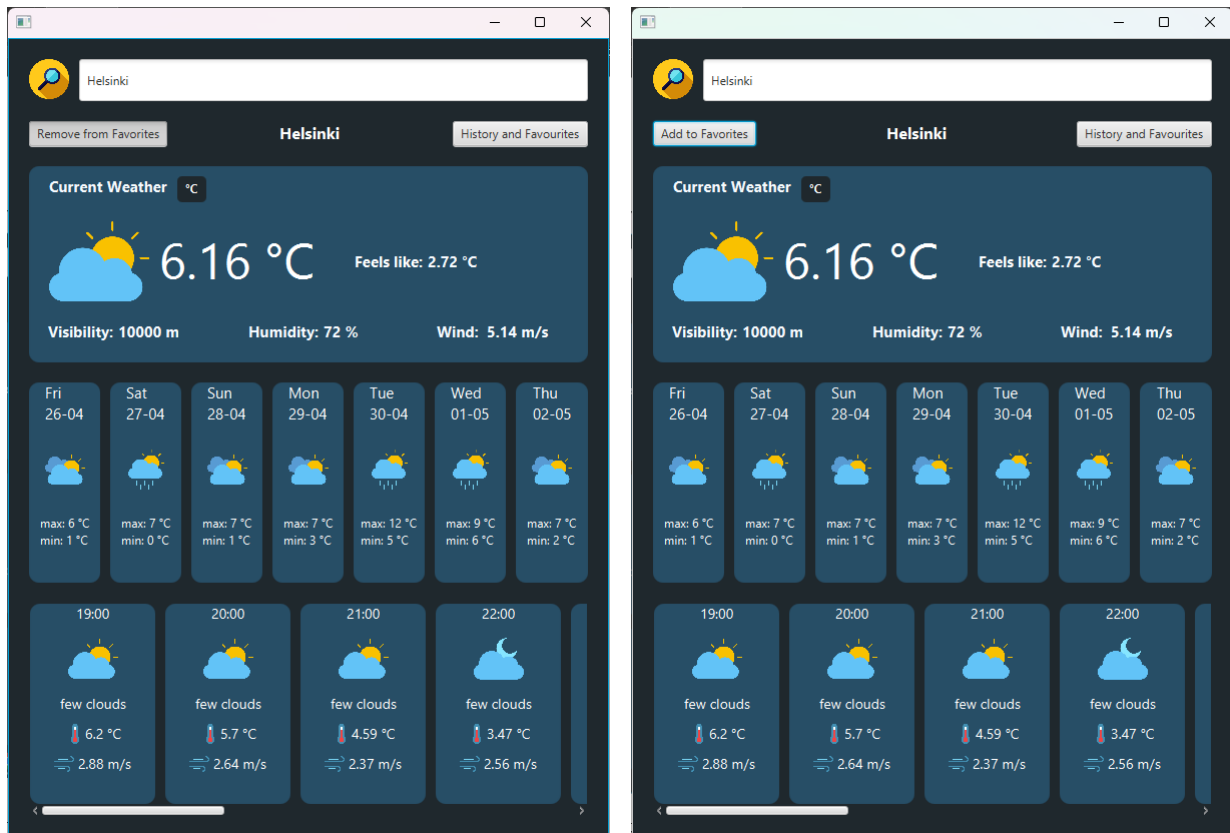 Helsinki
Remove from Favorites Helsinki History and Favourites
Current Weather °C
6.16 °C Feels like: 2.72 °C
Visibility: 10000 m Humidity: 72 % Wind: 5.14 m/s
Fri Sat Sun Mon Tue Wed Thu
26-04 27-04 28-04 29-04 30-04 01-05 02-05
max: 6 °C max: 7 °C max: 7 °C max: 7 °C max: 12 °C max: 9 °C max: 7 °C
min: 1 °C min: 0 °C min: 1 °C min: 3 °C min: 5 °C min: 6 °C min: 2 °C
19:00 20:00 21:00 22:00
few clouds few clouds few clouds few clouds
6.2 °C 5.7 °C 4.59 °C 3.47 °C
2.88 m/s 2.64 m/s 2.37 m/s 2.56 m/s
Helsinki
Add to Favorites Helsinki History and Favourites
Current Weather °C
6.16 °C Feels like: 2.72 °C
Visibility: 10000 m Humidity: 72 % Wind: 5.14 m/s
Fri Sat Sun Mon Tue Wed Thu
26-04 27-04 28-04 29-04 30-04 01-05 02-05
max: 6 °C max: 7 °C max: 7 °C max: 7 °C max: 12 °C max: 9 °C max: 7 °C
min: 1 °C min: 0 °C min: 1 °C min: 3 °C min: 5 °C min: 6 °C min: 2 °C
19:00 20:00 21:00 22:00
few clouds few clouds few clouds few clouds
6.2 °C 5.7 °C 4.59 °C 3.47 °C
2.88 m/s 2.64 m/s 2.37 m/s 2.56 m/s